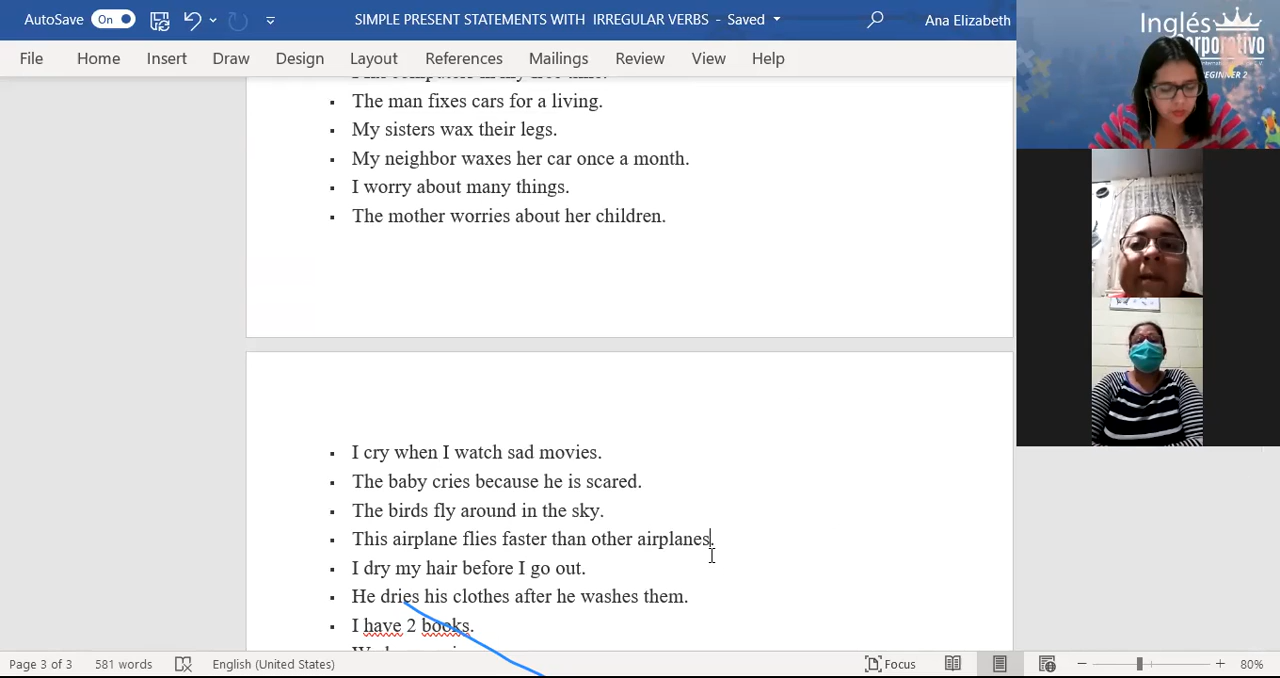 AutoSave On SIMPLE PRESENT STATEMENTS WITH IRREGULAR VERBS - Saved Ana Elizabeth
File Home Insert Draw Design Layout References Mailings Review View Help
Inglés
BEGINNER 2
The man fixes cars for a living.
My sisters wax their legs.
My neighbor waxes her car once a month.
I worry about many things.
The mother worries about her children.
I cry when I watch sad movies.
The baby cries because he is scared.
The birds fly around in the sky.
This airplane flies faster than other airplanes.
I dry my hair before I go out.
He dries his clothes after he washes them.
I have 2 books.
Page 3 of 3 581 words English (United States) Focus 80%